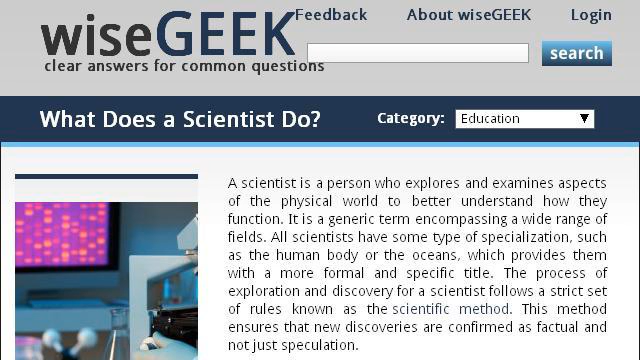 wiseGEEK
Feedback About wiseGEEK Login
clear answers for common questions
search
What Does a Scientist Do?
Category: Education
A scientist is a person who explores and examines aspects
of the physical world to better understand how they
function. It is a generic term encompassing a wide range of
fields. All scientists have some type of specialization, such
as the human body or the oceans, which provides them
with a more formal and specific title. The process of
exploration and discovery for a scientist follows a strict set
of rules known as the scientific method. This method
ensures that new discoveries are confirmed as factual and
not just speculation.